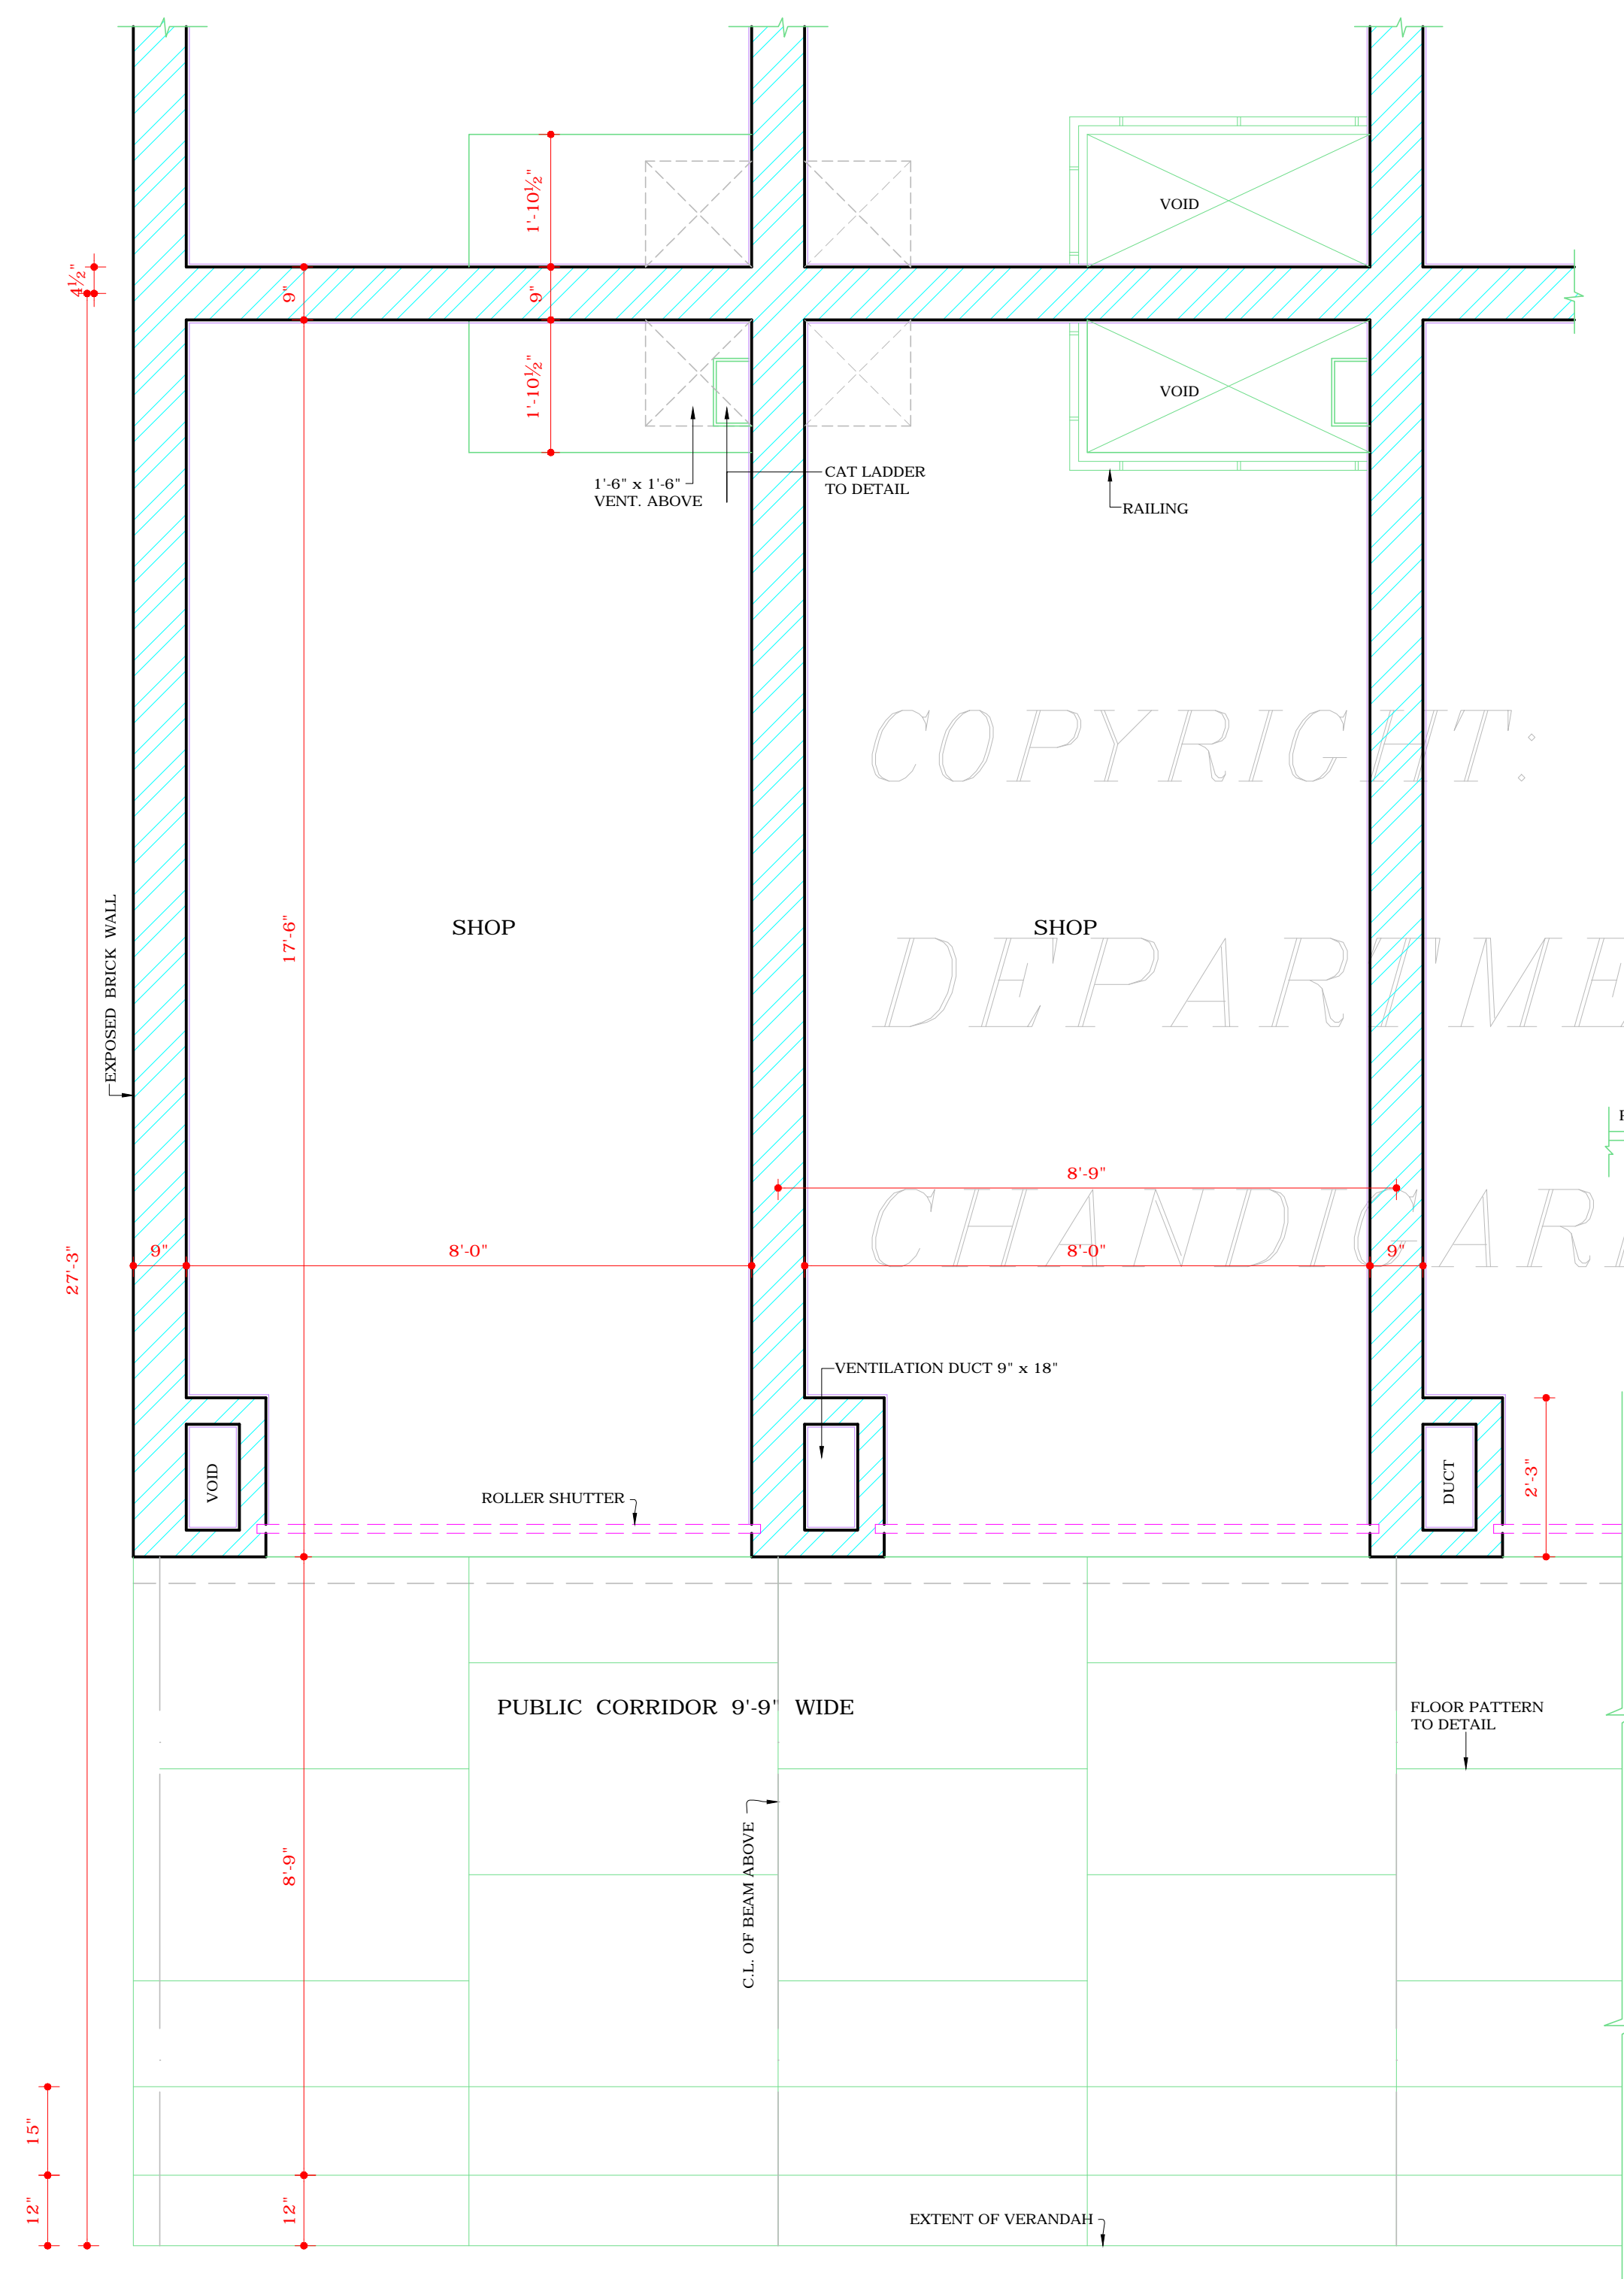 1'-10½"
VOID
4½"
9"
9"
1'-10½"
VOID
1'-6" x 1'-6"
VENT. ABOVE
CAT LADDER
TO DETAIL
RAILING
COPYRIGHT:
SHOP
SHOP
17'-6"
EXPOSED BRICK WALL
8'-9"
27'-3"
9"
8'-0"
8'-0"
9"
VENTILATION DUCT 9" x 18"
VOID
ROLLER SHUTTER
DUCT
2'-3"
PUBLIC CORRIDOR 9'-9" WIDE
FLOOR PATTERN
TO DETAIL
C.L. OF BEAM ABOVE
8'-9"
15"
12"
12"
EXTENT OF VERANDAH